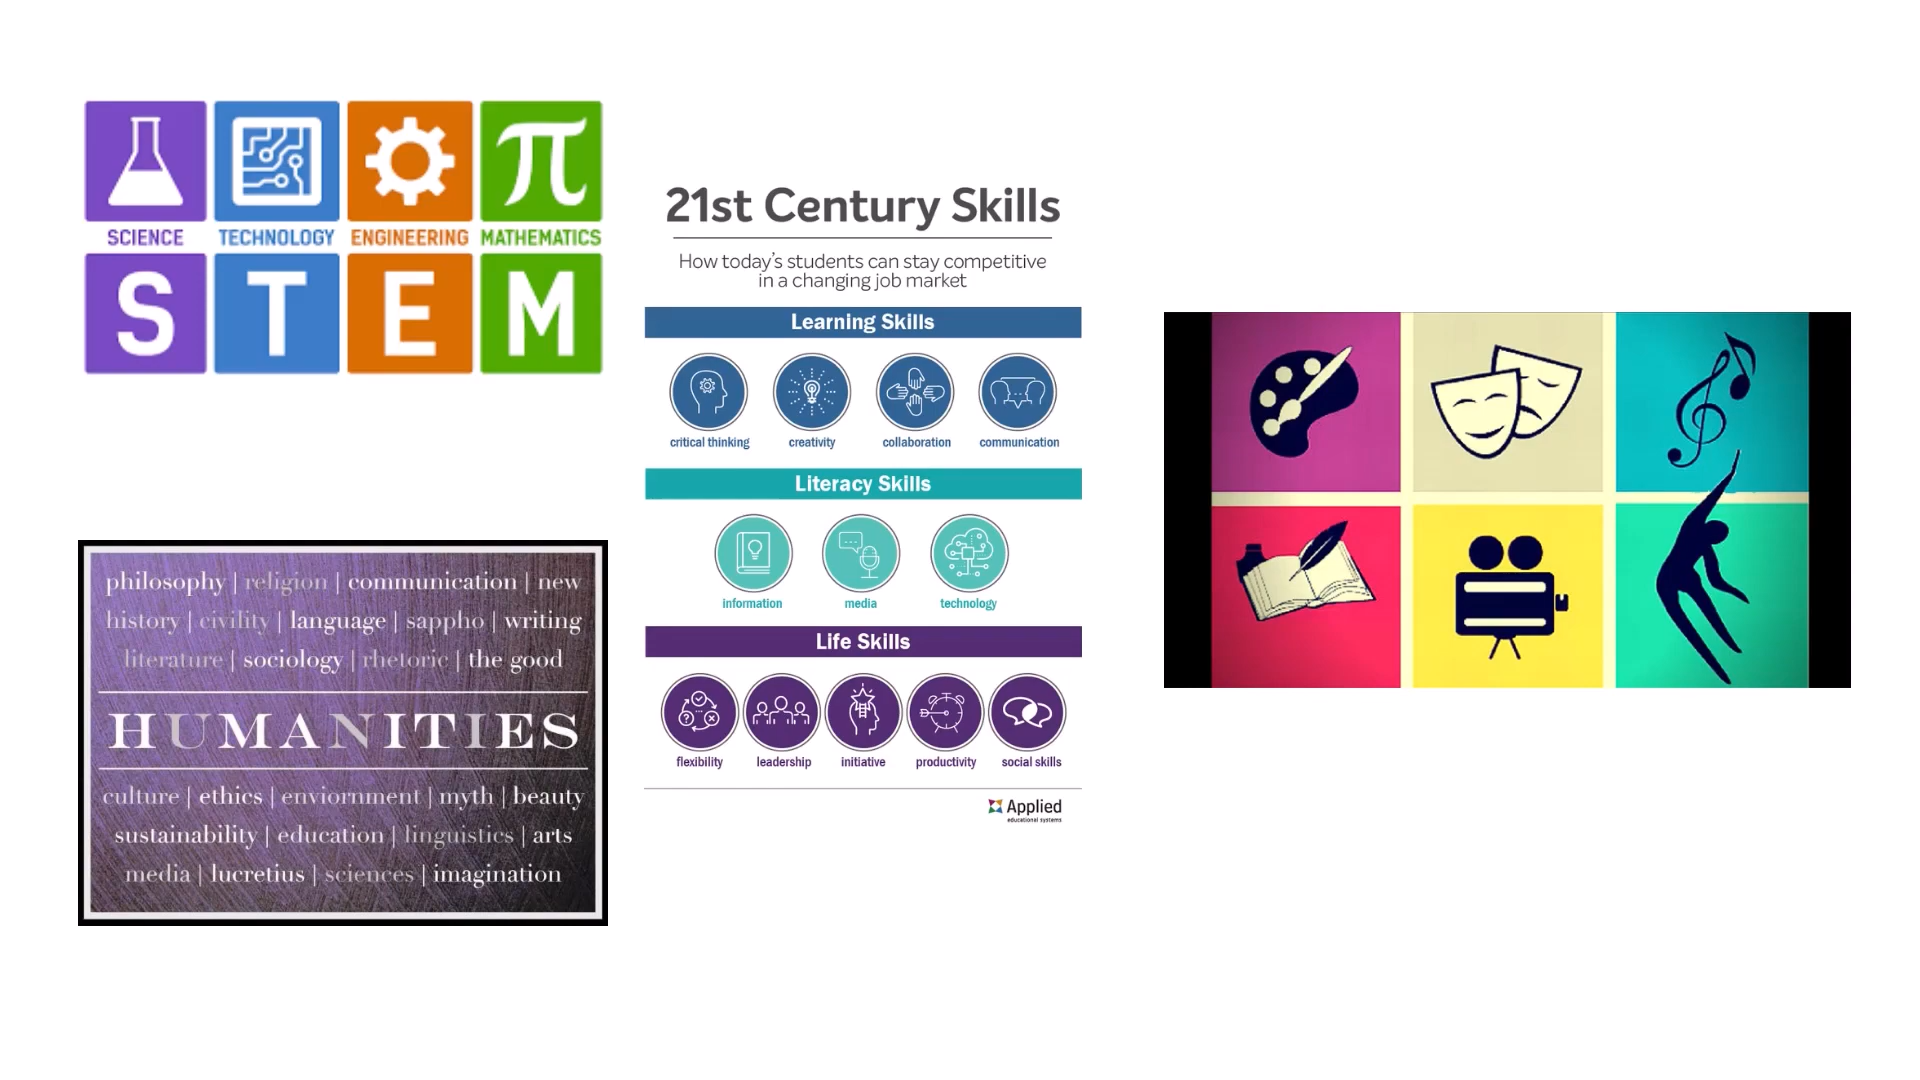 SCIENCE TECHNOLOGY ENGINEERING MATHEMATICS
S T E M
philosophy | religion | communication | new
history | civility | language | sappho | writing
literature | sociology | rhetoric | the good
HUMANITIES
culture | ethics | enviornment | myth | beauty
sustainability | education | linguistics | arts
media | lucretius | sciences | imagination
21st Century Skills
How today's students can stay competitive
in a changing job market
Learning Skills
critical thinking creativity collaboration communication
Literacy Skills
information media technology
Life Skills
flexibility leadership initiative productivity social skills
Applied
educational systems